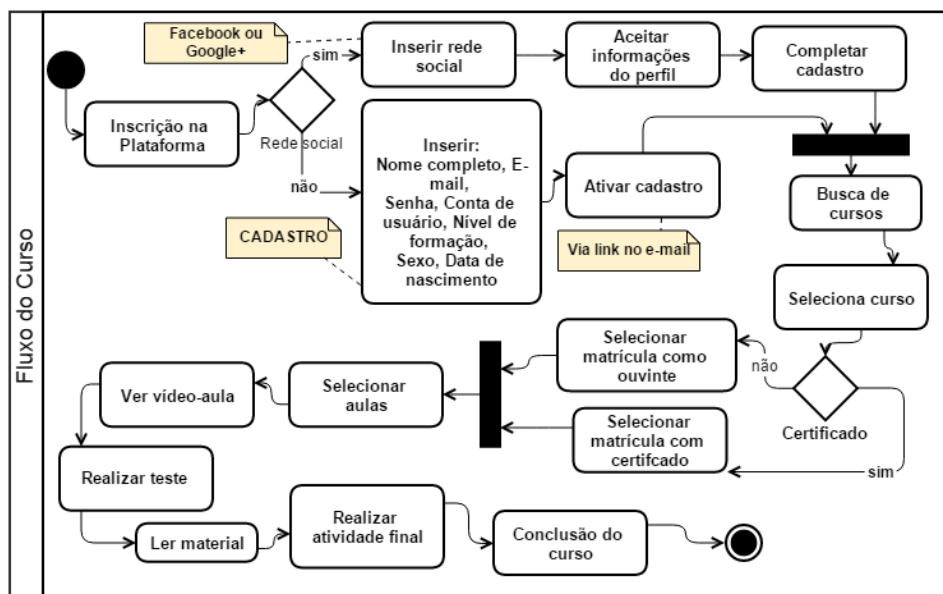 Fluxo do Curso
Facebook ou
Google+
sim
Inserir rede
social
Aceitar
informações
do perfil
Completar
cadastro
Inscrição na
Plataforma
Rede social
não
Inserir:
Nome completo, E-
mail,
Senha, Conta de
usuário, Nível de
formação,
Sexo, Data de
nascimento
CADASTRO
Ativar cadastro
Via link no e-mail
Busca de
cursos
Seleciona curso
Certificado
não
sim
Selecionar
matrícula como
ouvinte
Selecionar
matrícula com
certifcado
Selecionar
aulas
Ver vídeo-aula
Realizar teste
Ler material
Realizar
atividade final
Conclusão do
curso